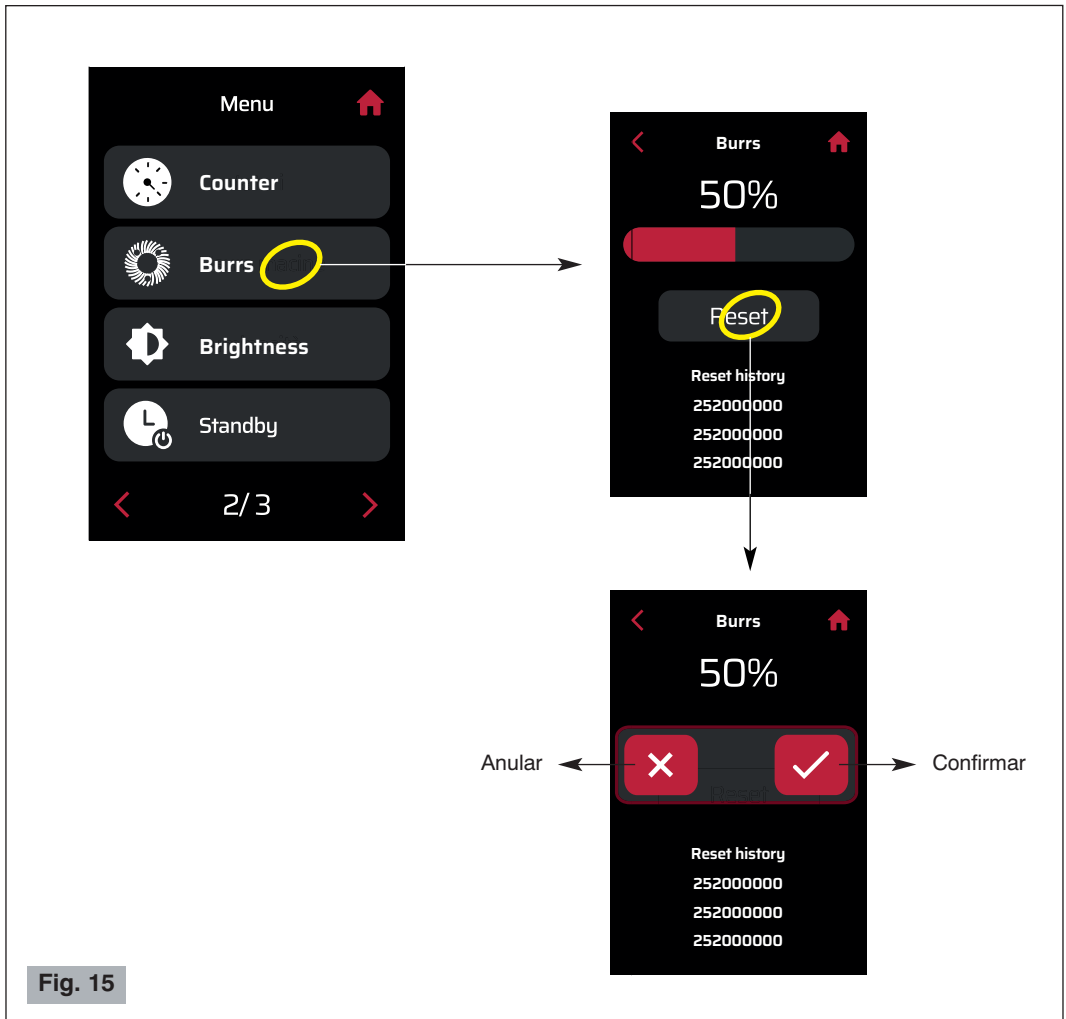 Menu
Counter
Burrs
Brightness
Standby
2/3
Burrs
50%
Reset
Reset history
252000000
252000000
252000000
Burrs
50%
Anular
Confirmar
Reset
Reset history
252000000
252000000
252000000
Fig. 15